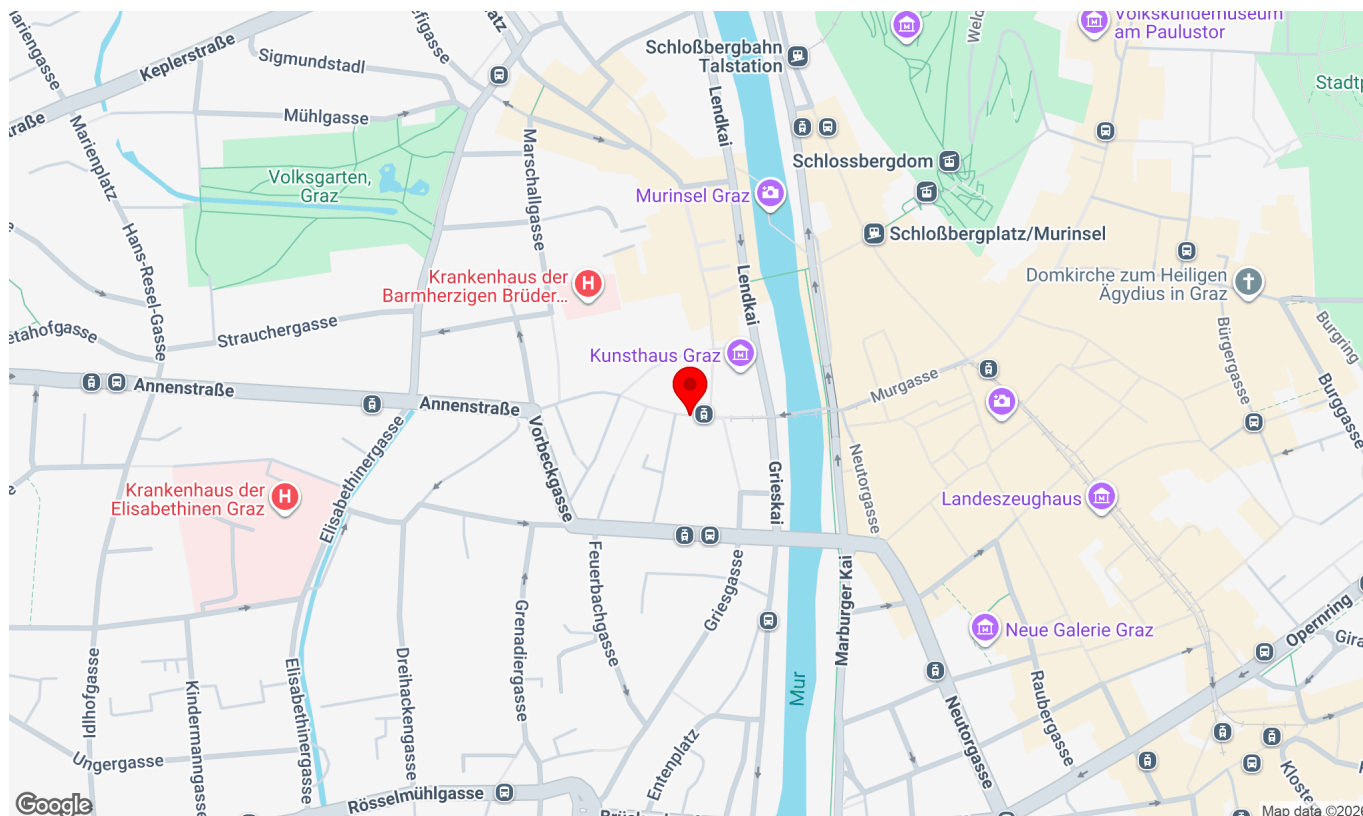 Mariengasse
Keplerstraße
Sigmundstadl
Mühlgasse
Marienplatz
Volksgarten,
Graz
Hans-Resel-Gasse
Strauchergasse
Annenstraße
Annenstraße
Marschallgasse
Schloßbergbahn
Talstation
Lendkai
Volkskundemuseum
am Paulustor
Schlossbergdom
Murinsel Graz
Schloßbergplatz/Murinsel
Krankenhaus der
Barmherzigen Brüder...
Lendkai
Domkirche zum Heiligen
Ägydius in Graz
Burgring
Bürgergasse
Burggasse
Kunsthaus Graz
Murgasse
Vorbeckgasse
Elisabethinergasse
Krankenhaus der
Elisabethinen Graz
Grieskai
Neutorgasse
Landeszeughaus
Feuerbachgasse
Griesgasse
Grenadiergasse
Dreihackengasse
Marburger Kai
Neue Galerie Graz
Opernring
Raubergasse
Neutorgasse
Mur
Idlhofgasse
Kindermanngasse
Elisabethinergasse
Ungergasse
Entenplatz
Rösselmühlgasse
Google
Map data ©2026